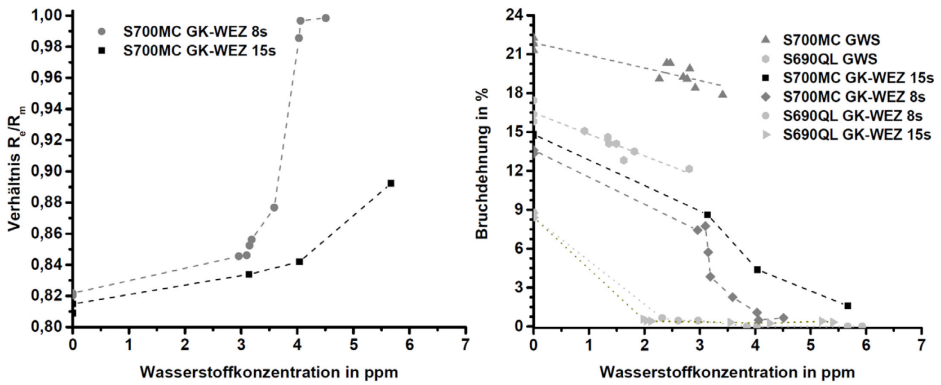 1,00
0,98
0,96
0,94
0,92
0,90
0,88
0,86
0,84
0,82
0,80
Verhältnis Re/Rm
S700MC GK-WEZ 8s
S700MC GK-WEZ 15s
0 1 2 3 4 5 6 7
Wasserstoffkonzentration in ppm
24
21
18
15
12
9
6
3
0
Bruchdehnung in %
S700MC GWS
S690QL GWS
S700MC GK-WEZ 15s
S700MC GK-WEZ 8s
S690QL GK-WEZ 8s
S690QL GK-WEZ 15s
0 1 2 3 4 5 6 7
Wasserstoffkonzentration in ppm